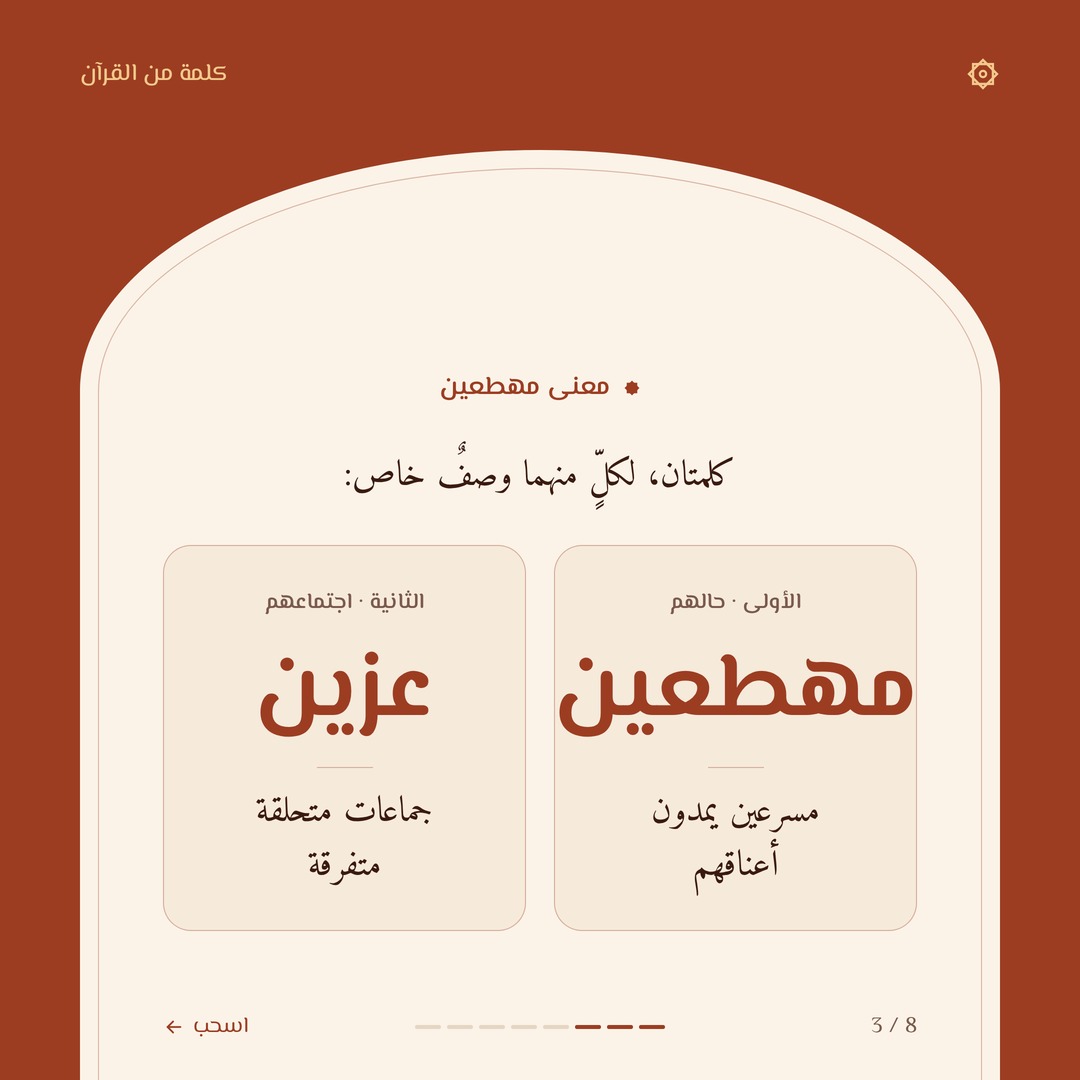 كلمة من القرآن
معنى مهطعين
كلمتان، لكلٍّ منهما وصفٌ خاص:
الأولى · حالهم
مهطعين
مسرعين يمدون
أعناقهم
الثانية · اجتماعهم
عزين
جماعات متحلقة
متفرقة
3 / 8
اسحب ←